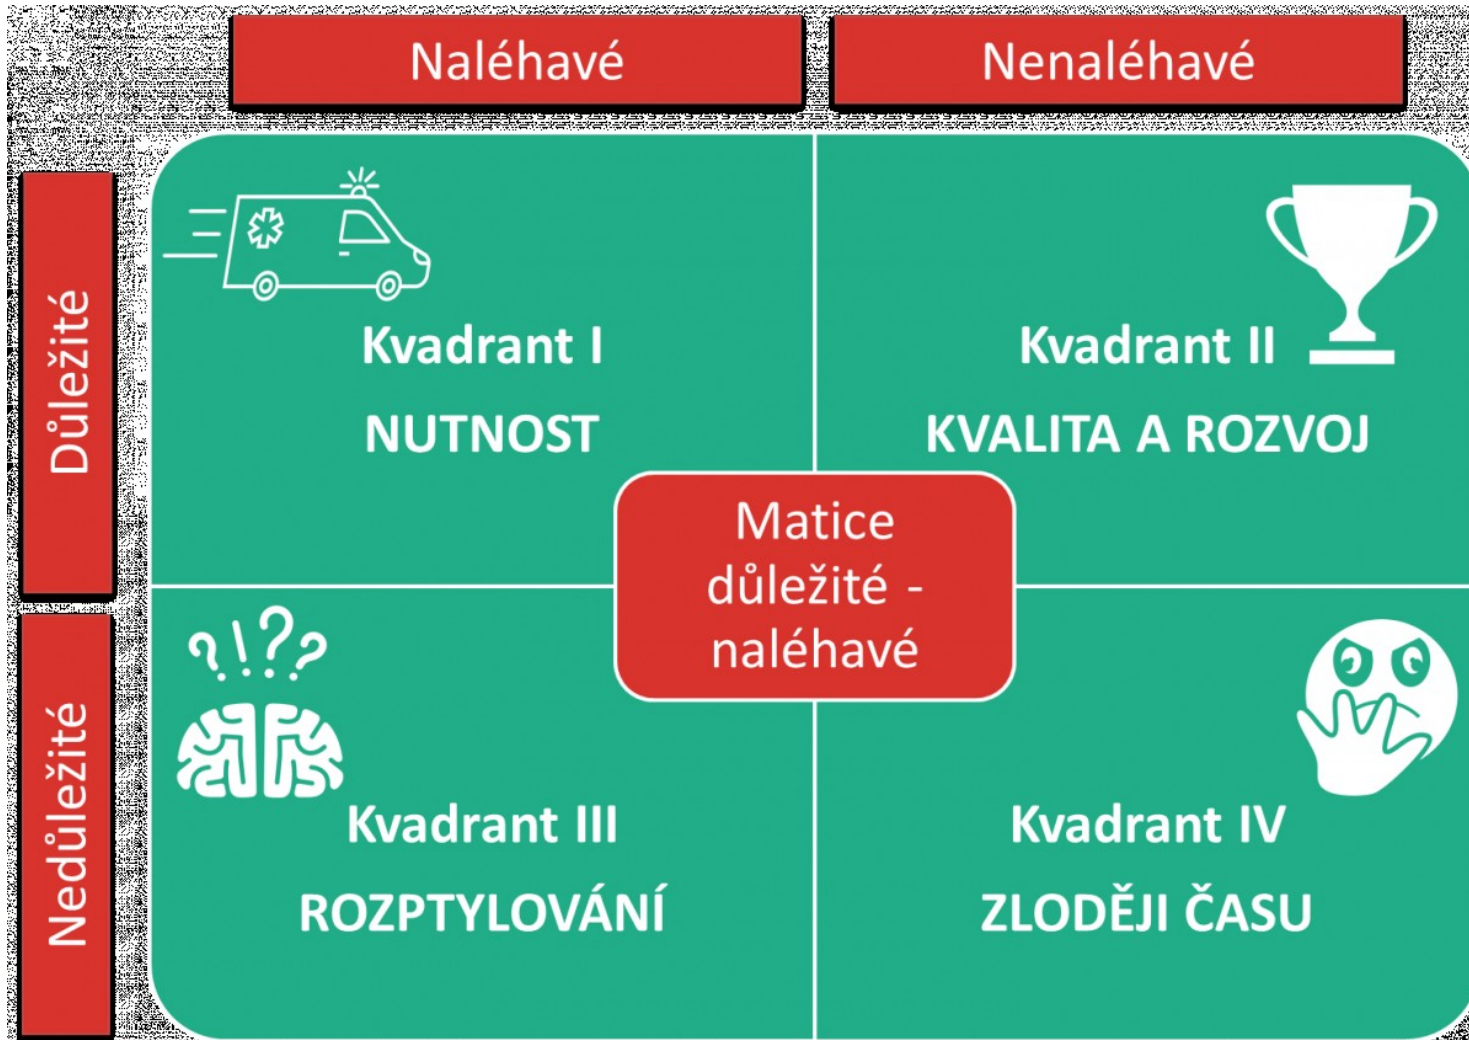 Naléhavé
Nenaléhavé
Důležité
Kvadrant I
NUTNOST
Kvadrant II
KVALITA A ROZVOJ
Matice
důležité -
naléhavé
Nedůležité
?!??
Kvadrant III
ROZPTYLOVÁNÍ
Kvadrant IV
ZLODĚJI ČASU